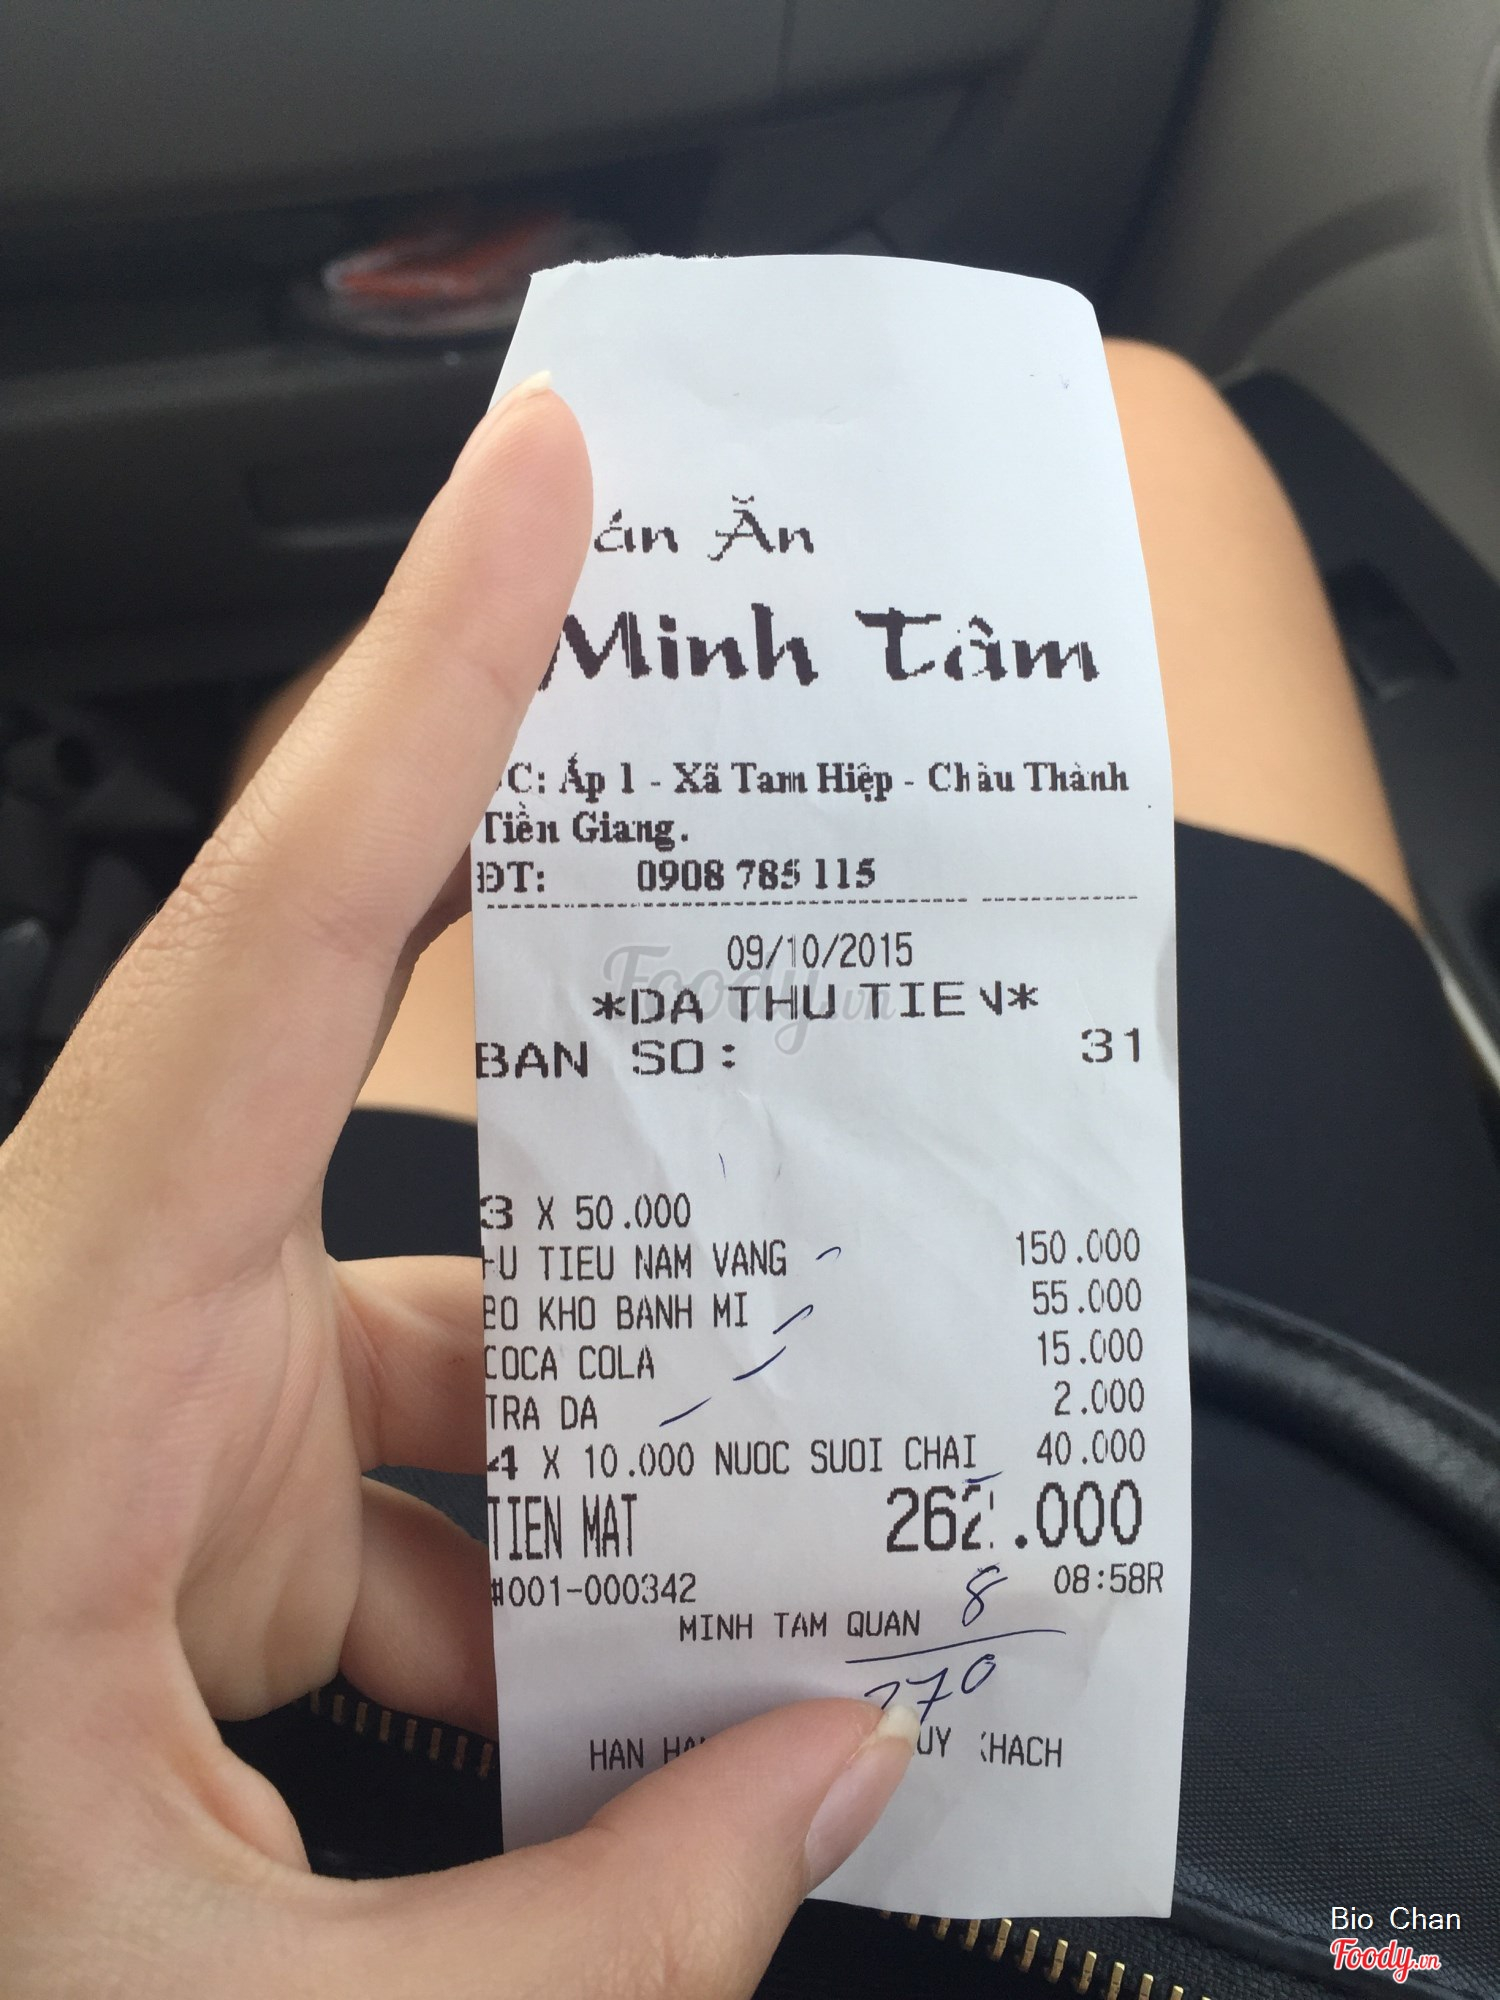 án Ăn
Minh Tâm
C: Ấp 1 - Xã Tam Hiệp - Châu Thành
Tiền Giang.
ĐT: 0908 785 115
09/10/2015
*DA THU TIEN*
BAN SO: 31
3 X 50.000
HU TIEU NAM VANG 150.000
BO KHO BANH MI 55.000
COCA COLA 15.000
TRA DA 2.000
4 X 10.000 NUOC SUOI CHAI 40.000
TIEN MAT 262.000
#001-000342 08:58R
MINH TAM QUAN 8
270
HAN HA UY KHACH
Foody.vn
Bio Chan
Foody.vn